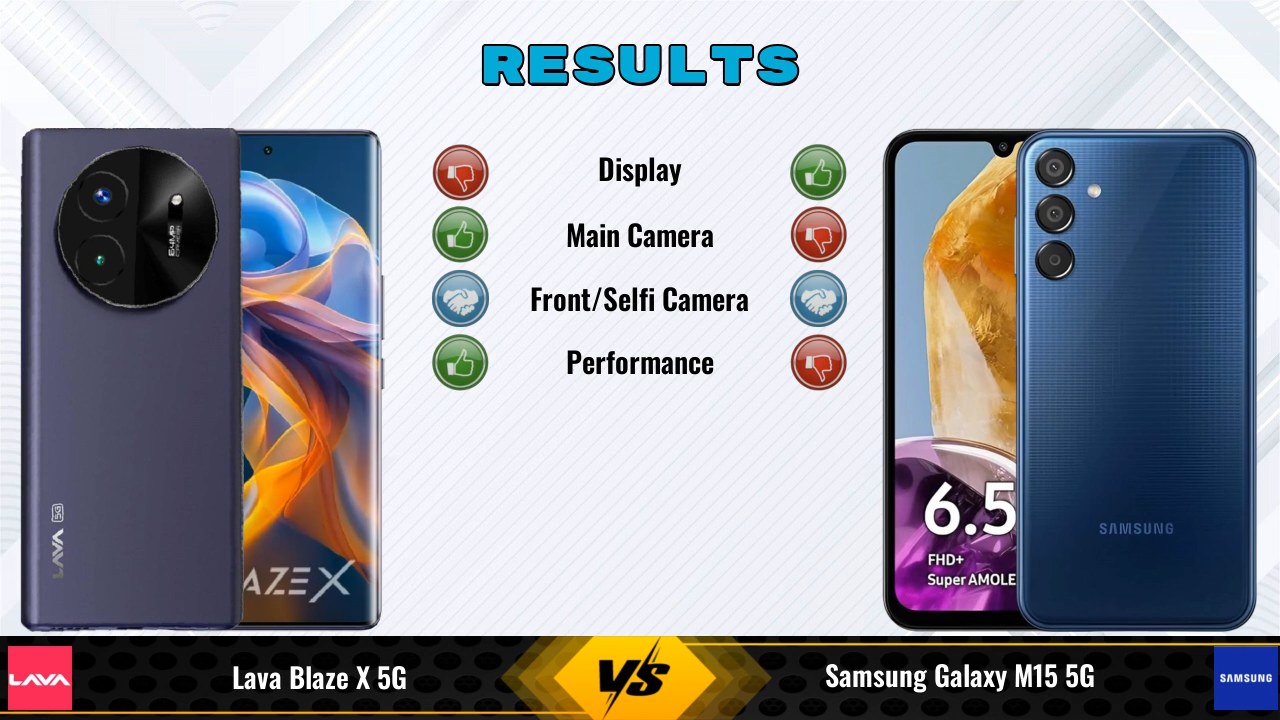 RESULTS
Display
Main Camera
Front/Selfi Camera
Performance
64MP
LAVA 5G
AZEX
6.5
FHD+
Super AMOLE
SAMSUNG
LAVA
Lava Blaze X 5G
VS
Samsung Galaxy M15 5G
SAMSUNG